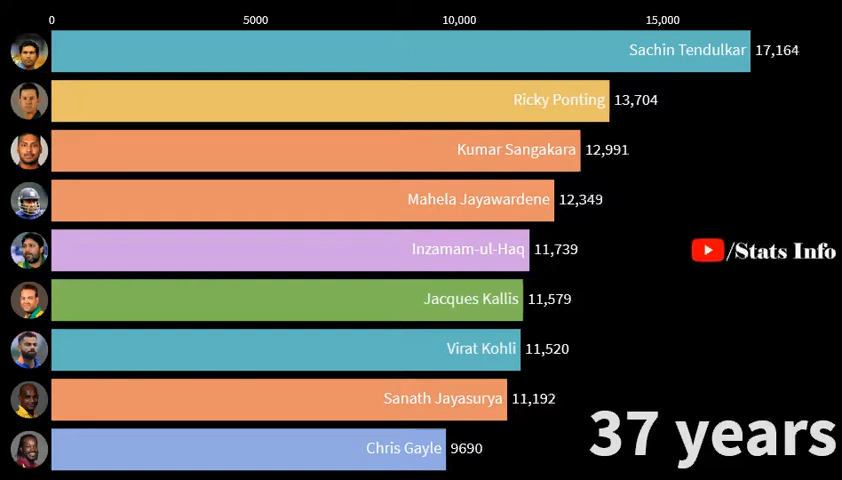 0 5000 10,000 15,000
Sachin Tendulkar 17,164
Ricky Ponting 13,704
Kumar Sangakara 12,991
Mahela Jayawardene 12,349
Inzamam-ul-Haq 11,739
/Stats Info
Jacques Kallis 11,579
Virat Kohli 11,520
Sanath Jayasurya 11,192
37 years
Chris Gayle 9690